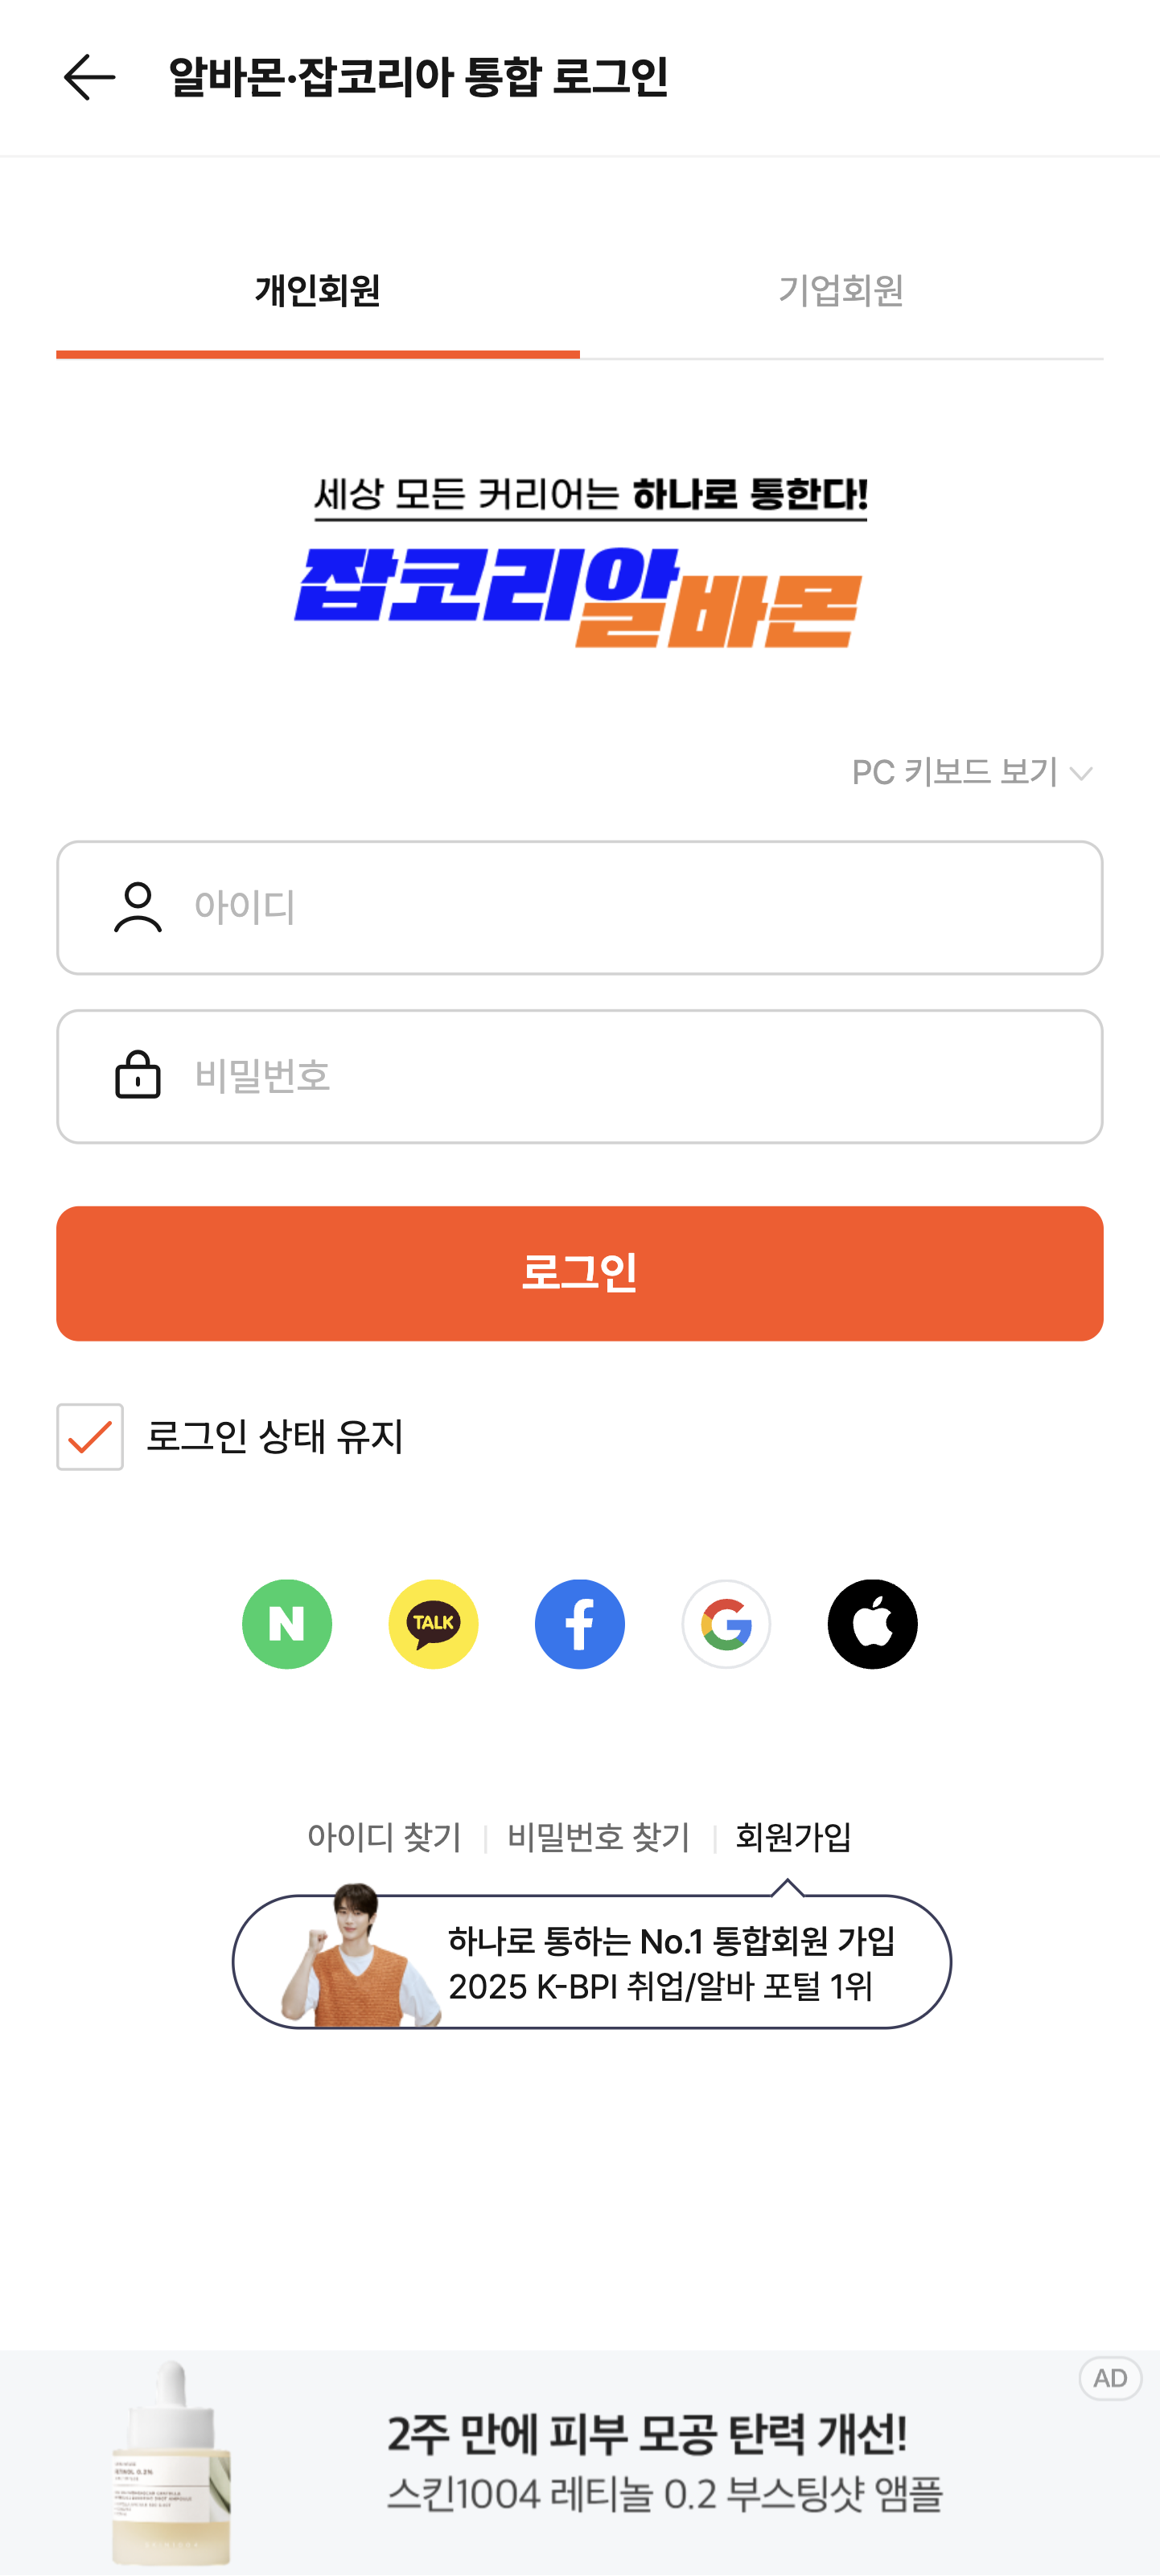 알바몬·잡코리아 통합 로그인
개인회원
기업회원
세상 모든 커리어는 하나로 통한다!
잡코리알바몬
PC 키보드 보기
아이디
비밀번호
로그인
로그인 상태 유지
N
TALK
f
G
아이디 찾기
비밀번호 찾기
회원가입
하나로 통하는 No.1 통합회원 가입
2025 K-BPI 취업/알바 포털 1위
AD
2주 만에 피부 모공 탄력 개선!
스킨1004 레티놀 0.2 부스팅샷 앰플